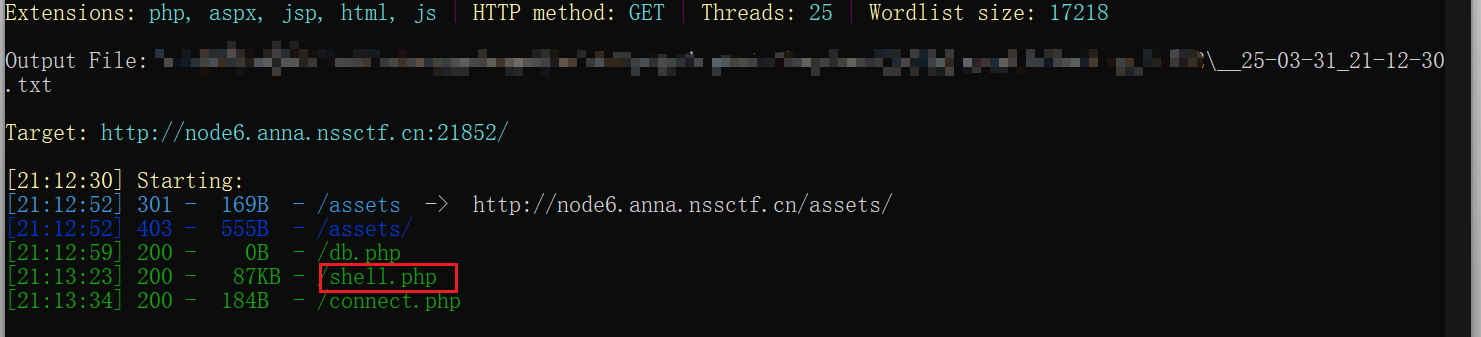 Extensions: php, aspx, jsp, html, js | HTTP method: GET | Threads: 25 | Wordlist size: 17218
Output File: \__25-03-31_21-12-30
.txt
Target: http://node6.anna.nssctf.cn:21852/
[21:12:30] Starting:
[21:12:52] 301 - 169B - /assets -> http://node6.anna.nssctf.cn/assets/
[21:12:52] 403 - 555B - /assets/
[21:12:59] 200 - 0B - /db.php
[21:13:23] 200 - 87KB - /shell.php
[21:13:34] 200 - 184B - /connect.php